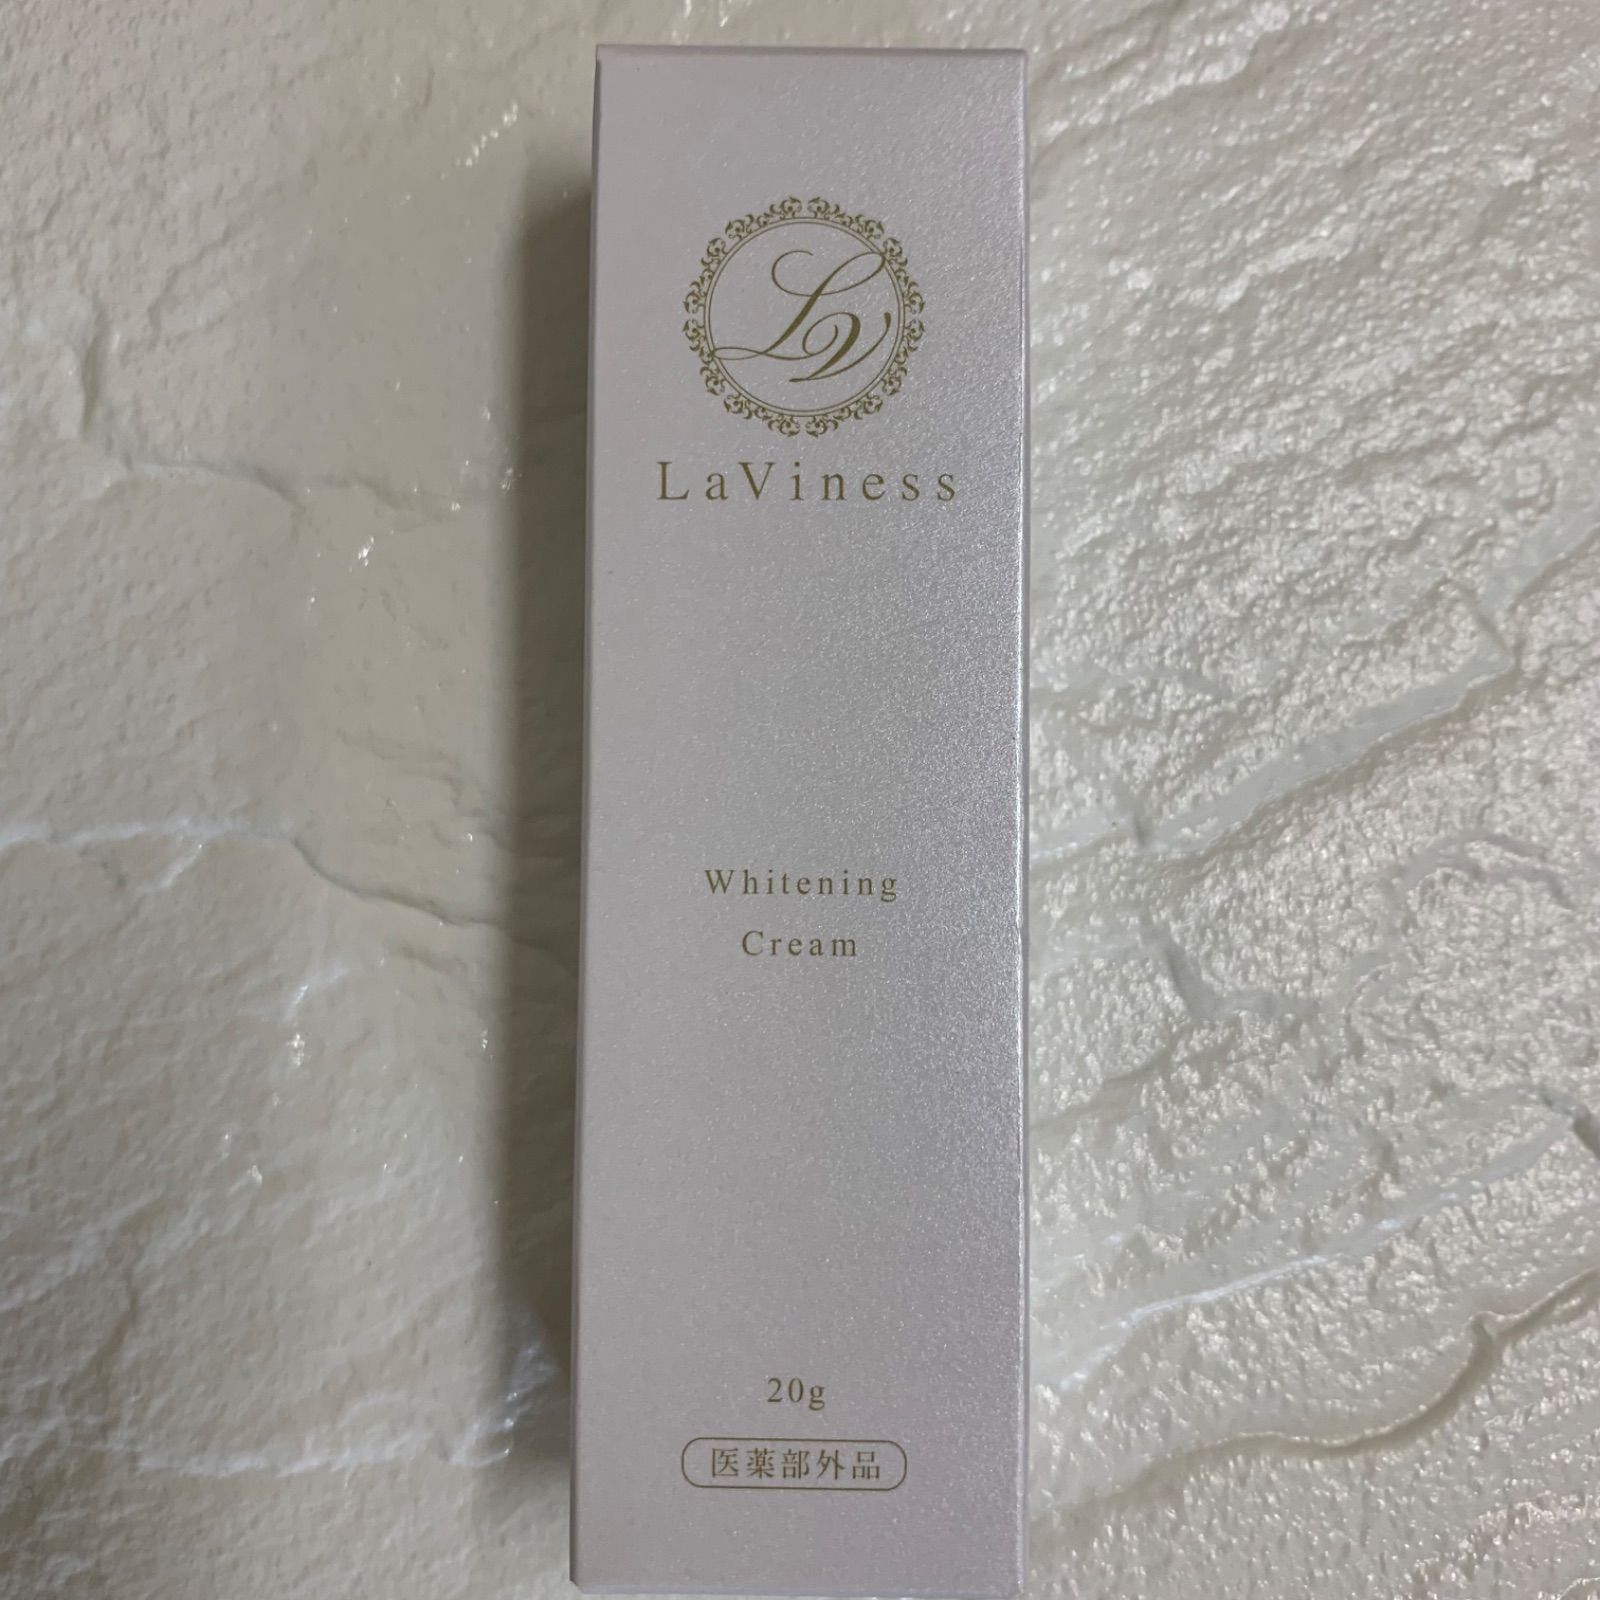 LV
LaViness
Whitening
Cream
20g
医薬部外品